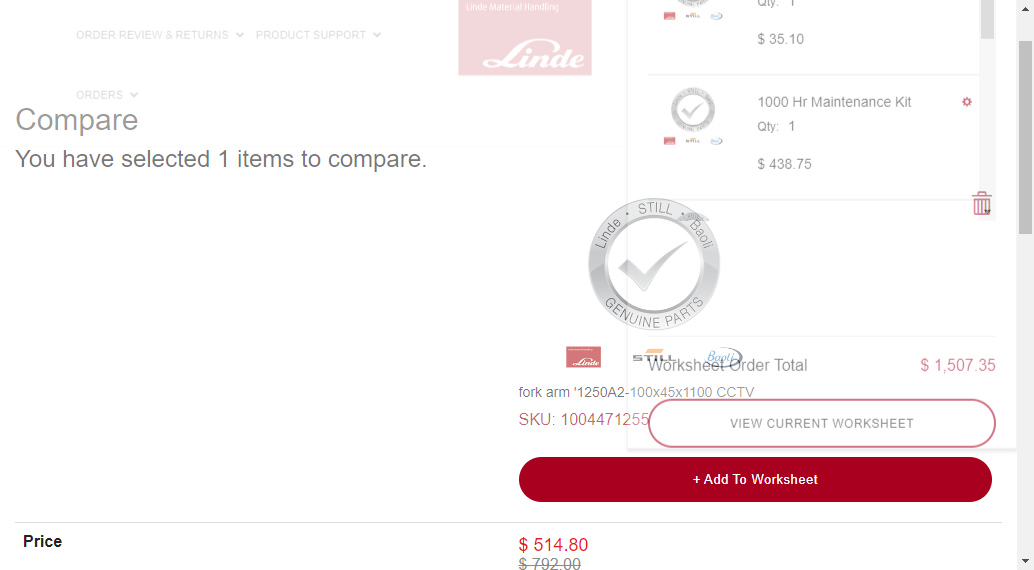 Linde Material Handling
Linde
ORDER REVIEW & RETURNS
PRODUCT SUPPORT
ORDERS
Qty: 1
$ 35.10
1000 Hr Maintenance Kit
Qty: 1
$ 438.75
Compare
You have selected 1 items to compare.
Linde • STILL • Baoli
GENUINE PARTS
Linde
STILL
Baoli
Worksheet Order Total
$ 1,507.35
fork arm '1250A2-100x45x1100 CCTV
SKU: 1004471255
VIEW CURRENT WORKSHEET
+ Add To Worksheet
Price
$ 514.80
$ 792.00